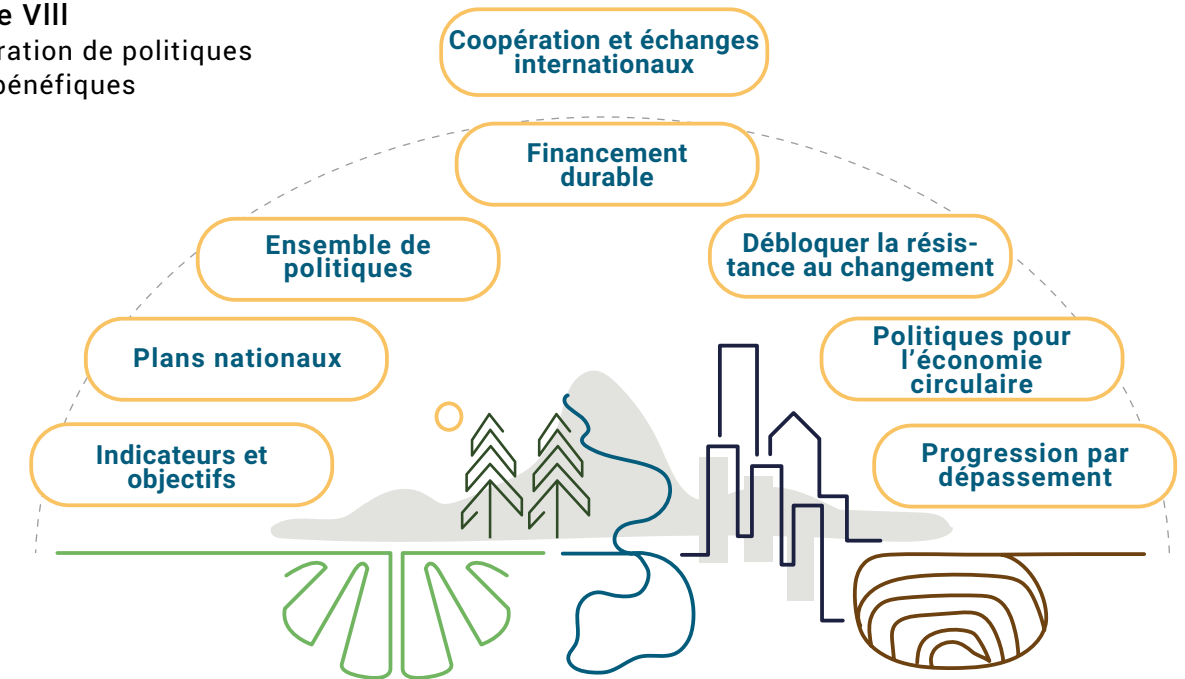 e VIII
ration de politiques
bénéfiques
Coopération et échanges
internationaux
Financement
durable
Ensemble de
politiques
Débloquer la résis-
tance au changement
Plans nationaux
Politiques pour
l'économie
circulaire
Indicateurs et
objectifs
Progression par
dépassement